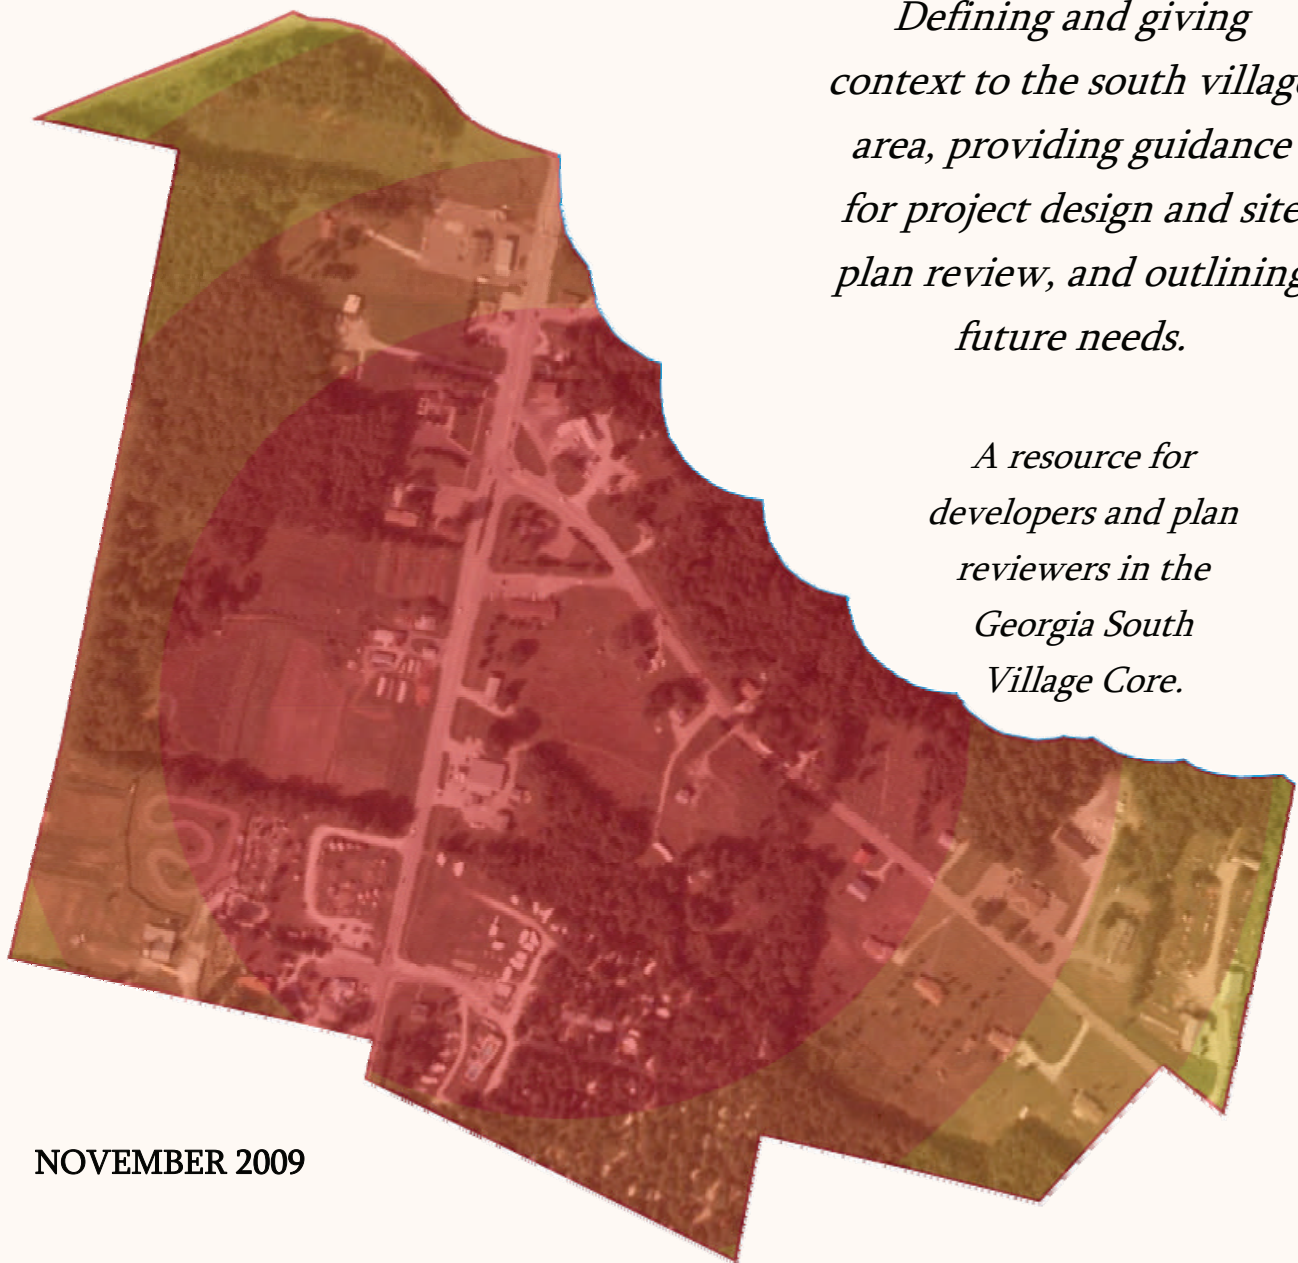 Defining and giving
context to the south village
area, providing guidance
for project design and site
plan review, and outlining
future needs.
A resource for
developers and plan
reviewers in the
Georgia South
Village Core.
NOVEMBER 2009